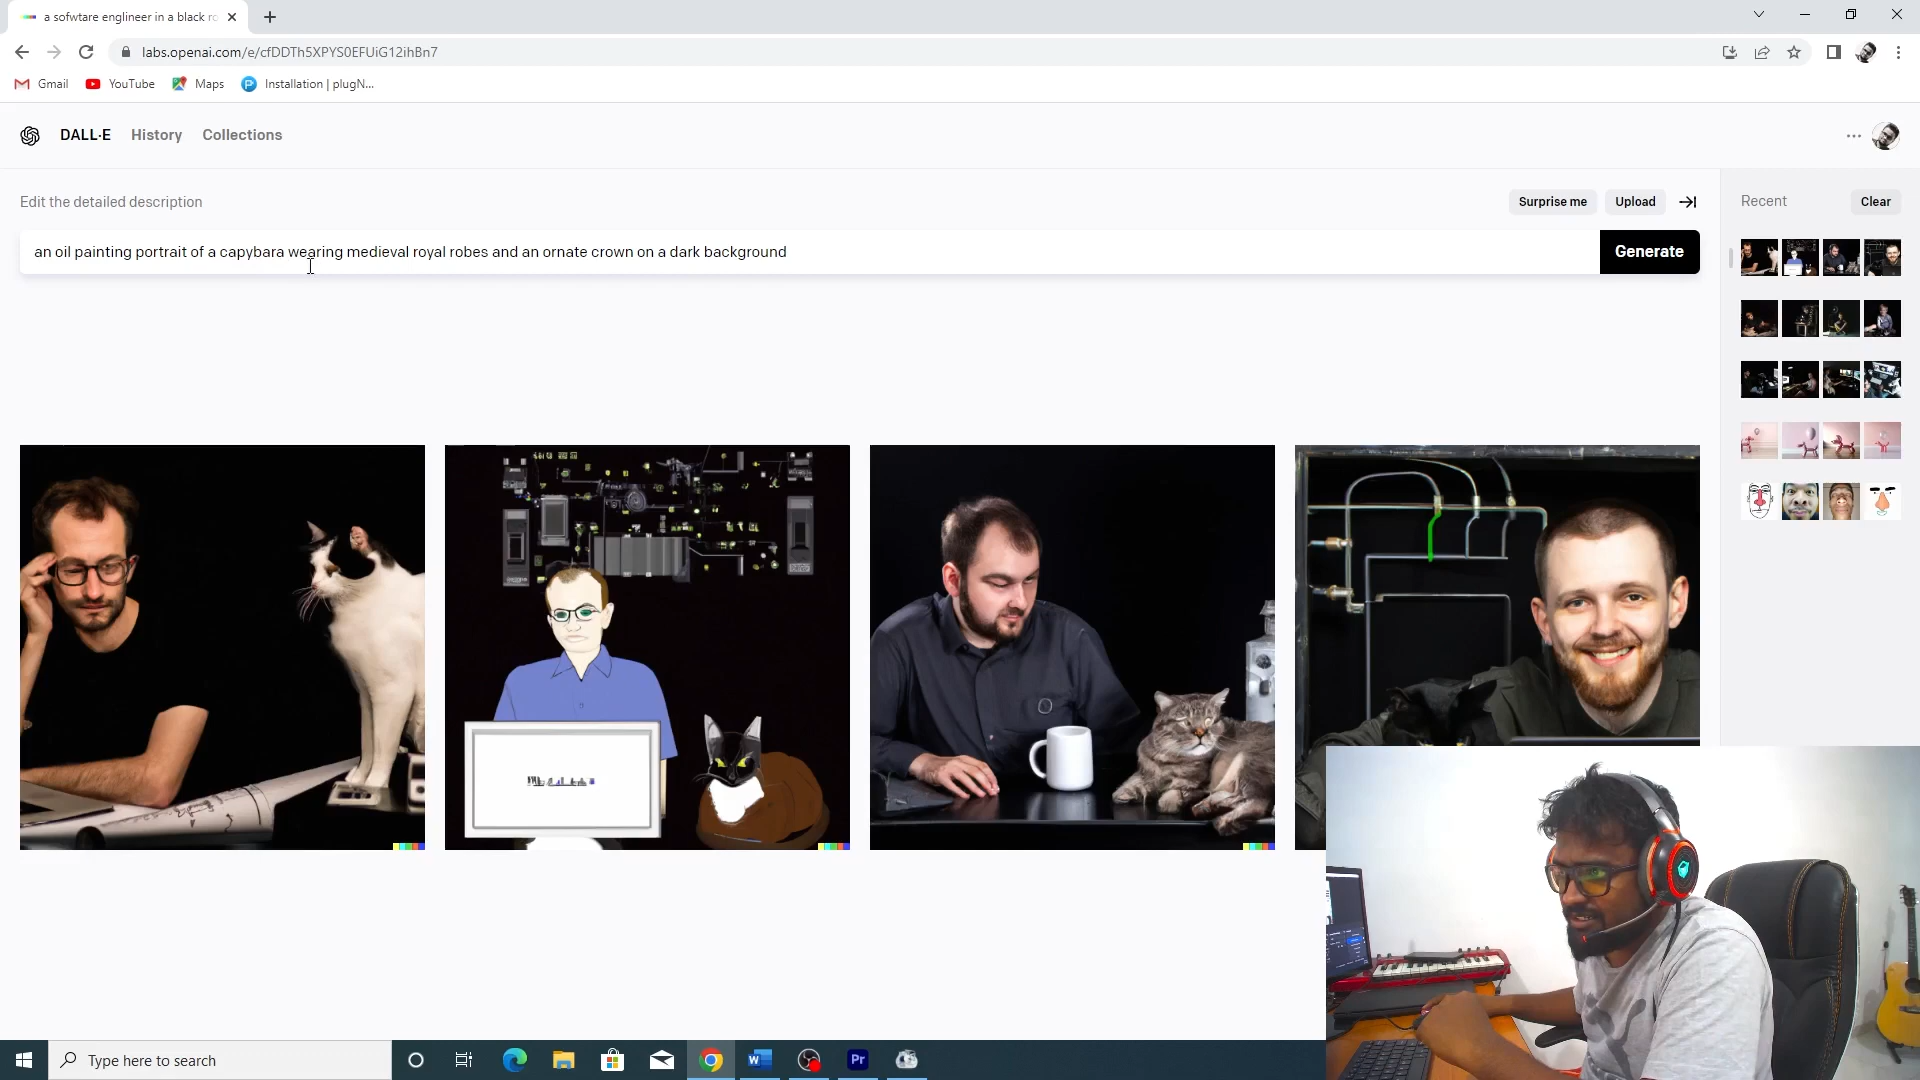 a sofwtare englineer in a black ro
labs.openai.com/e/cfDDTh5XPYS0EFUiG12ihBn7
Gmail YouTube Maps Installation | plugN...
DALL·E History Collections
Edit the detailed description
Surprise me Upload
Recent Clear
an oil painting portrait of a capybara wearing medieval royal robes and an ornate crown on a dark background
Generate
Type here to search
W
Pr